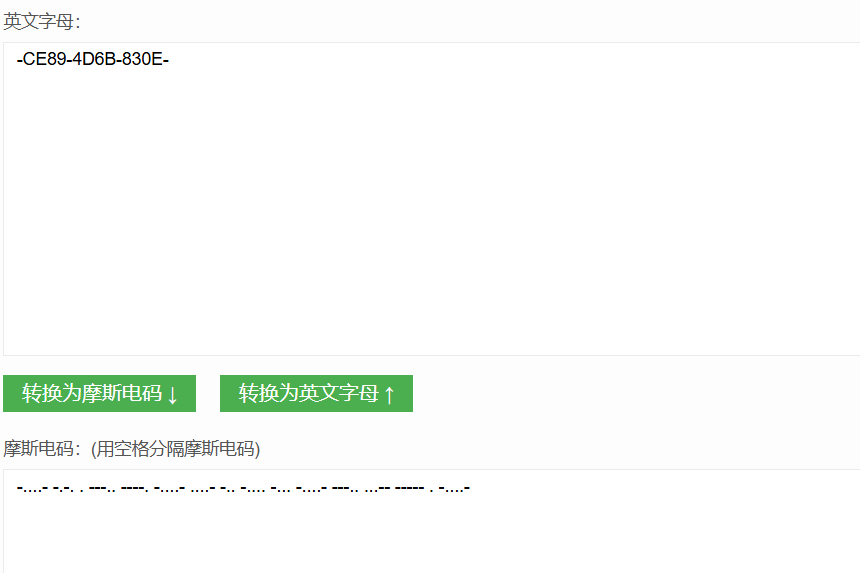 英文字母：
-CE89-4D6B-830E-
转换为摩斯电码↓ 转换为英文字母↑
摩斯电码：(用空格分隔摩斯电码)
-....- -.-. . ---.. ----. -....- ....- -.. -.... -... -....- ---.. ...-- ----- . -....-